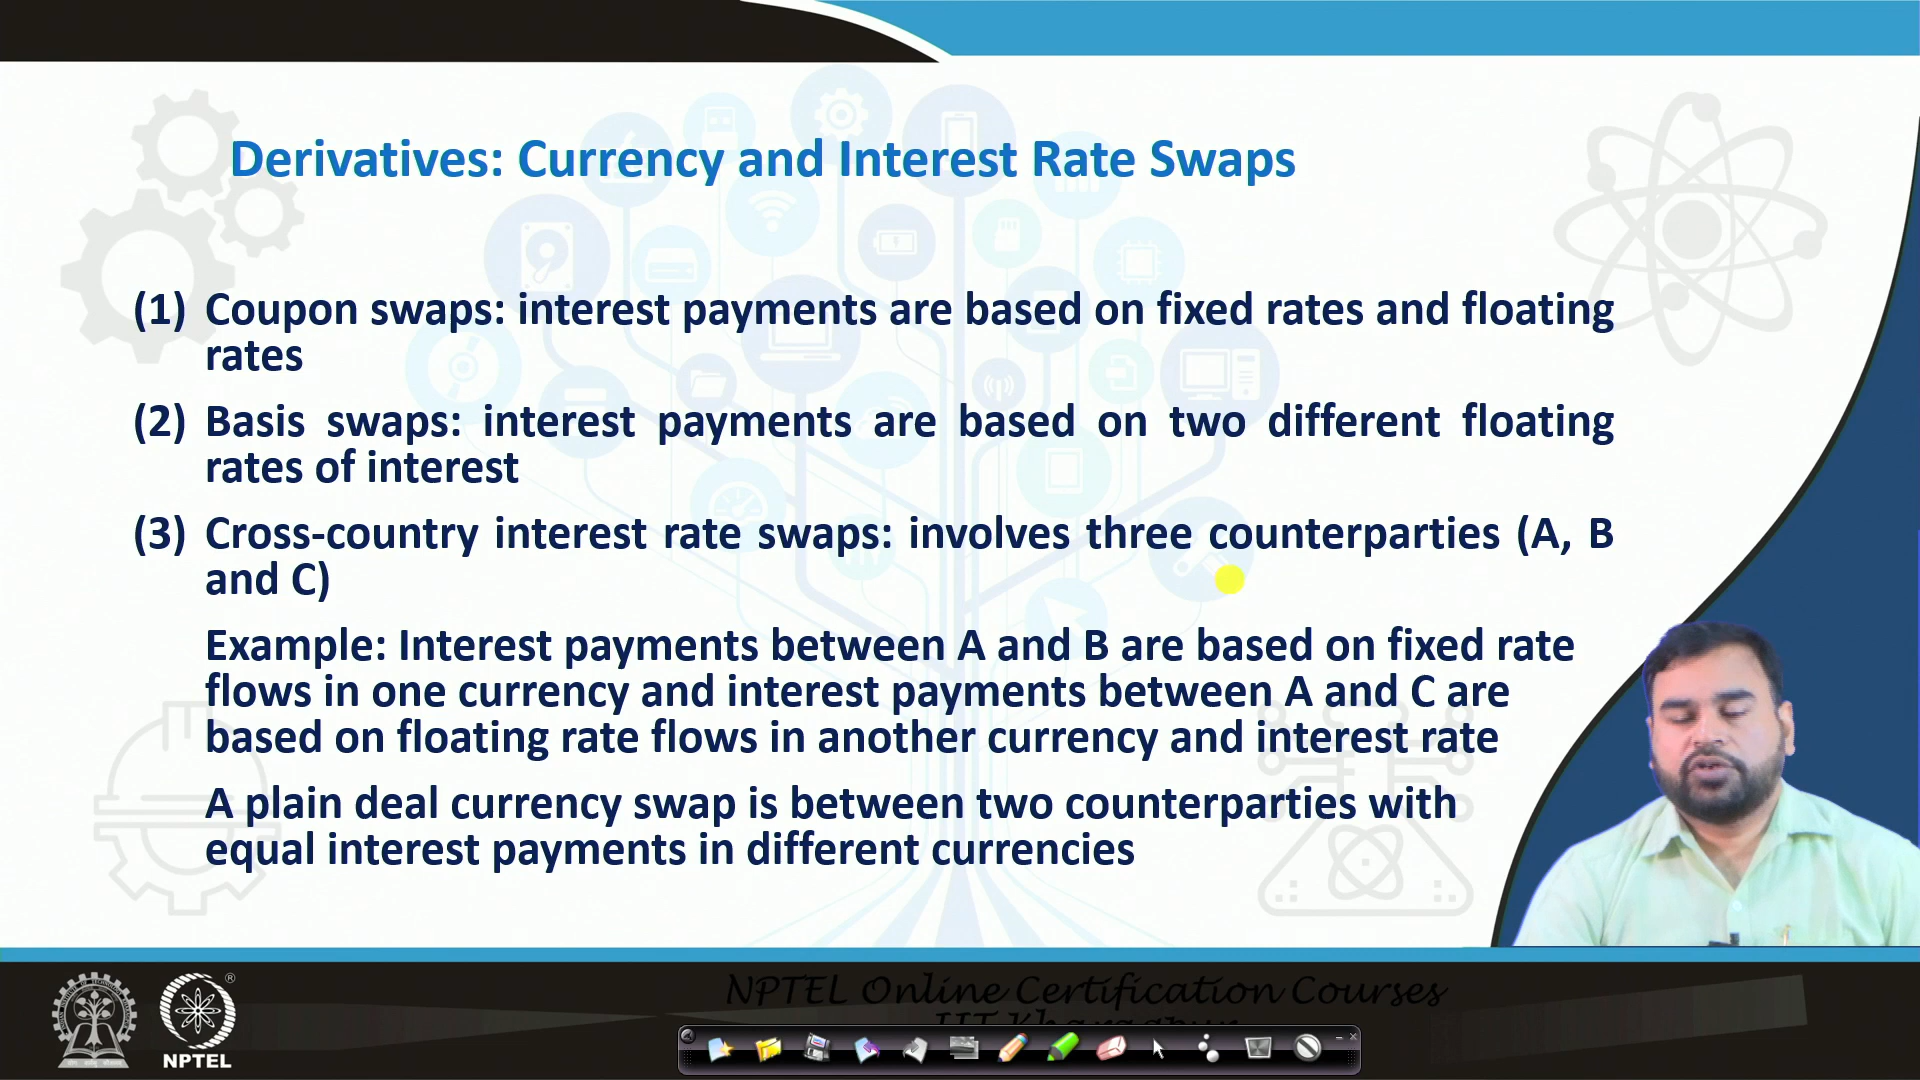 Derivatives: Currency and Interest Rate Swaps
(1) Coupon swaps: interest payments are based on fixed rates and floating
rates
(2) Basis swaps: interest payments are based on two different floating
rates of interest
(3) Cross-country interest rate swaps: involves three counterparties (A, B
and C)
Example: Interest payments between A and B are based on fixed rate
flows in one currency and interest payments between A and C are
based on floating rate flows in another currency and interest rate
A plain deal currency swap is between two counterparties with
equal interest payments in different currencies
NPTEL Online Certification Courses
IIT Kharagpur
®
NPTEL